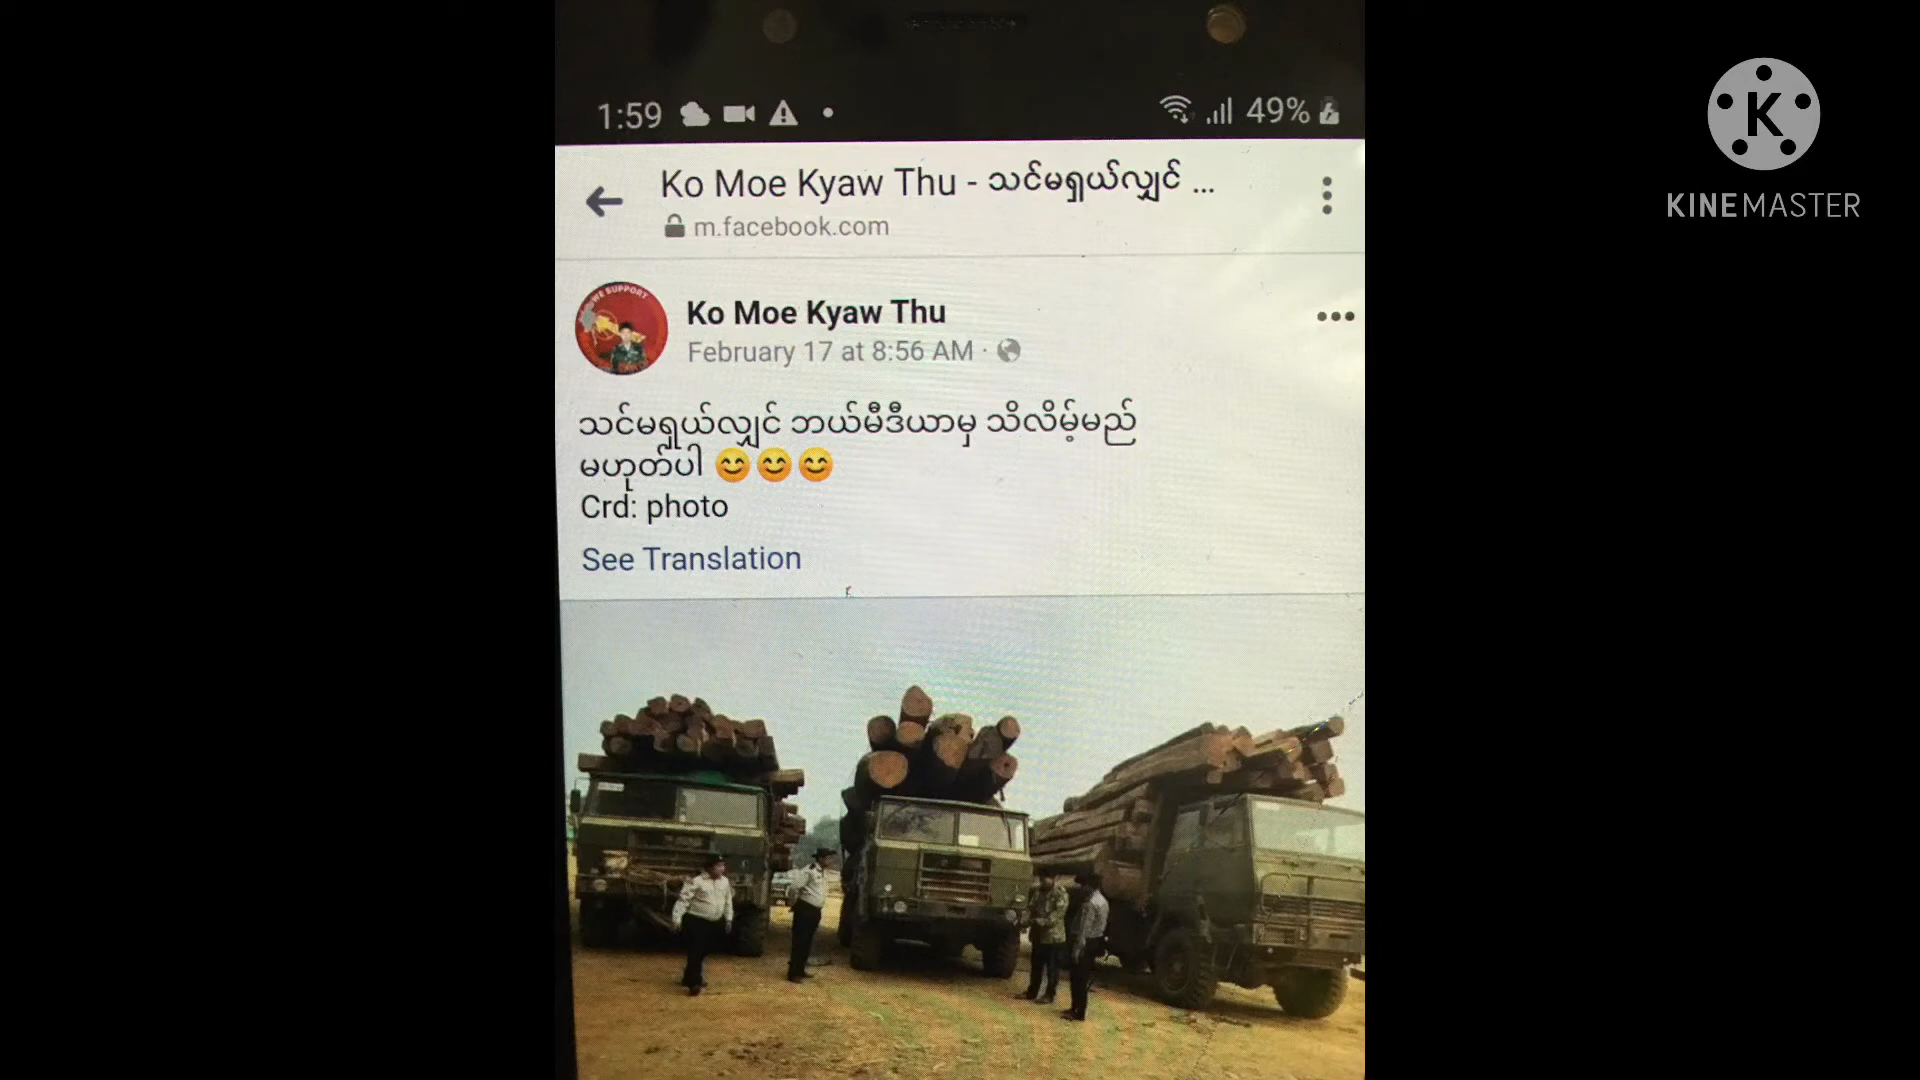 1:59
49%
Ko Moe Kyaw Thu - သင်မရှယ်လျှင် ...
m.facebook.com
WE SUPPORT
Ko Moe Kyaw Thu
February 17 at 8:56 AM ·
သင်မရှယ်လျှင် ဘယ်မီဒီယာမှ သိလိမ့်မည်
မဟုတ်ပါ 😊😊😊
Crd: photo
See Translation
K
KINEMASTER